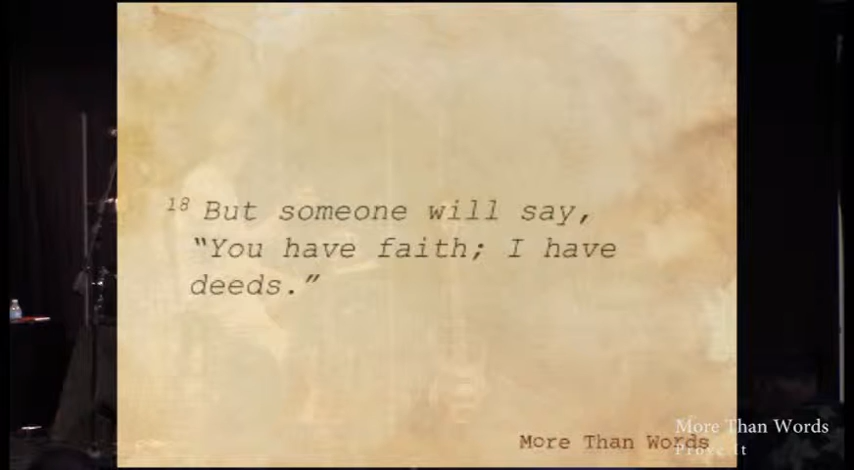 18 But someone will say,
“You have faith; I have
deeds.”
More Than Words
More Than Words
Prove It